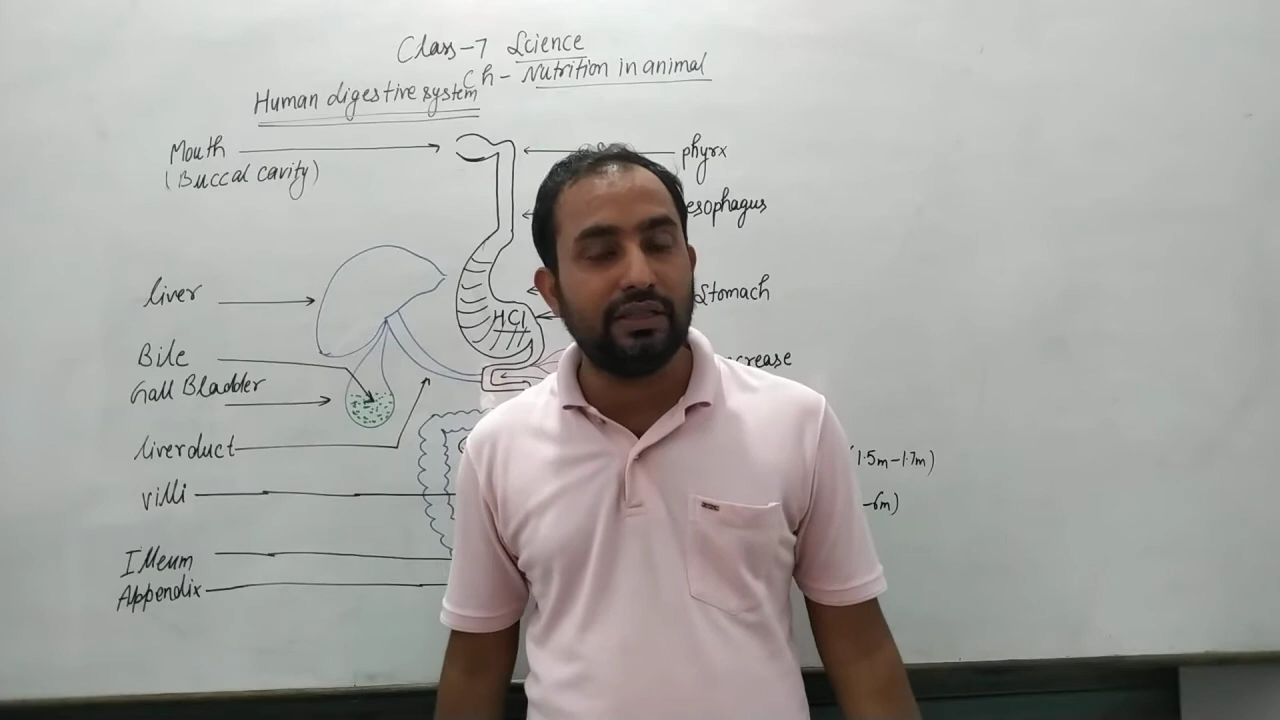 Class-7 Science
Ch- Nutrition in animal
Human digestive system
Mouth
(Buccal cavity)
phyrx
esophagus
liver
Stomach
HCl
Bile
crease
Gall Bladder
liverduct
(1.5m-1.7m)
villi
-6m)
Illeum
Appendix